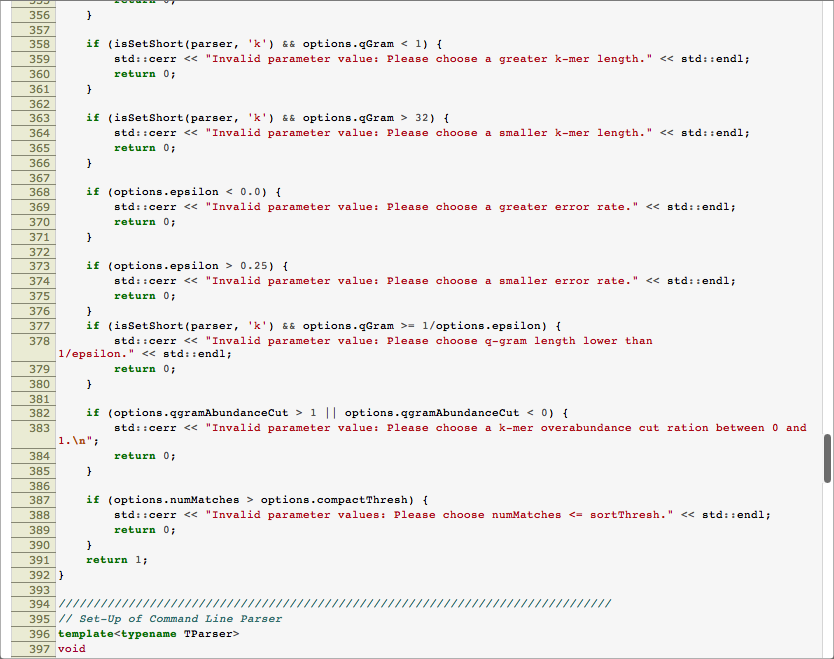 355         return 0;
356     }
357
358     if (isSetShort(parser, 'k') && options.qGram < 1) {
359         std::cerr << "Invalid parameter value: Please choose a greater k-mer length." << std::endl;
360         return 0;
361     }
362
363     if (isSetShort(parser, 'k') && options.qGram > 32) {
364         std::cerr << "Invalid parameter value: Please choose a smaller k-mer length." << std::endl;
365         return 0;
366     }
367
368     if (options.epsilon < 0.0) {
369         std::cerr << "Invalid parameter value: Please choose a greater error rate." << std::endl;
370         return 0;
371     }
372
373     if (options.epsilon > 0.25) {
374         std::cerr << "Invalid parameter value: Please choose a smaller error rate." << std::endl;
375         return 0;
376     }
377     if (isSetShort(parser, 'k') && options.qGram >= 1/options.epsilon) {
378         std::cerr << "Invalid parameter value: Please choose q-gram length lower than
1/epsilon." << std::endl;
379         return 0;
380     }
381
382     if (options.qgramAbundanceCut > 1 || options.qgramAbundanceCut < 0) {
383         std::cerr << "Invalid parameter value: Please choose a k-mer overabundance cut ration between 0 and
1.\n";
384         return 0;
385     }
386
387     if (options.numMatches > options.compactThresh) {
388         std::cerr << "Invalid parameter values: Please choose numMatches <= sortThresh." << std::endl;
389         return 0;
390     }
391     return 1;
392 }
393
394 ///////////////////////////////////////////////////////////////////////////////
395 // Set-Up of Command Line Parser
396 template<typename TParser>
397 void